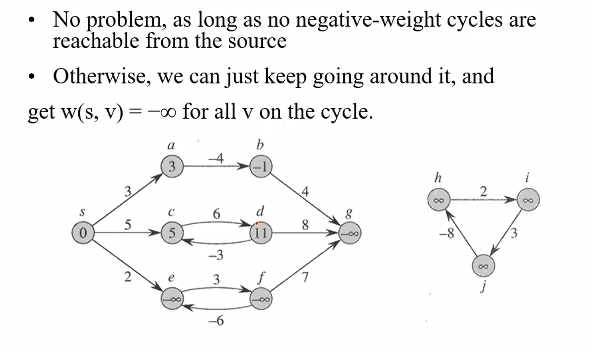 • No problem, as long as no negative-weight cycles are
reachable from the source
• Otherwise, we can just keep going around it, and
get w(s, v) = −∞ for all v on the cycle.
a b
3 −4 −1
h i
3 4
∞ 2 ∞
s c 6 d g
0 5 5 11 8 −∞
−8 3
−3
∞
2 e 3 f 7 j
−∞ −∞
−6